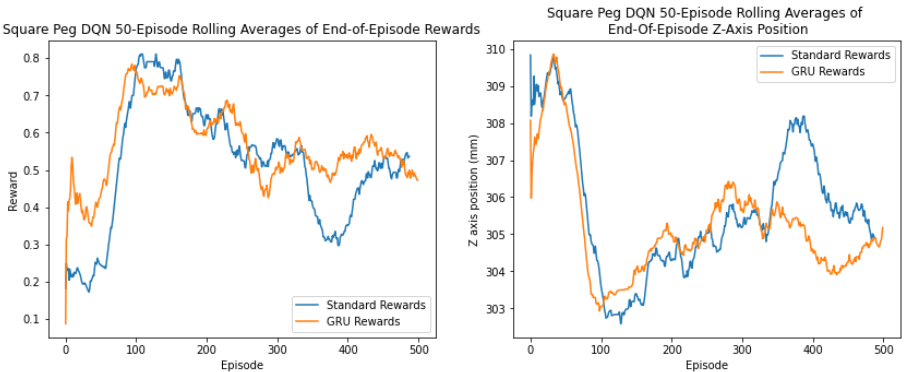 Square Peg DQN 50-Episode Rolling Averages of End-of-Episode Rewards
0.8
0.7
0.6
0.5
0.4
0.3
0.2
0.1
Reward
Standard Rewards
GRU Rewards
0
100
200
300
400
500
Episode
Square Peg DQN 50-Episode Rolling Averages of
End-Of-Episode Z-Axis Position
310
309
308
307
306
305
304
303
Z axis position (mm)
Standard Rewards
GRU Rewards
0
100
200
300
400
500
Episode